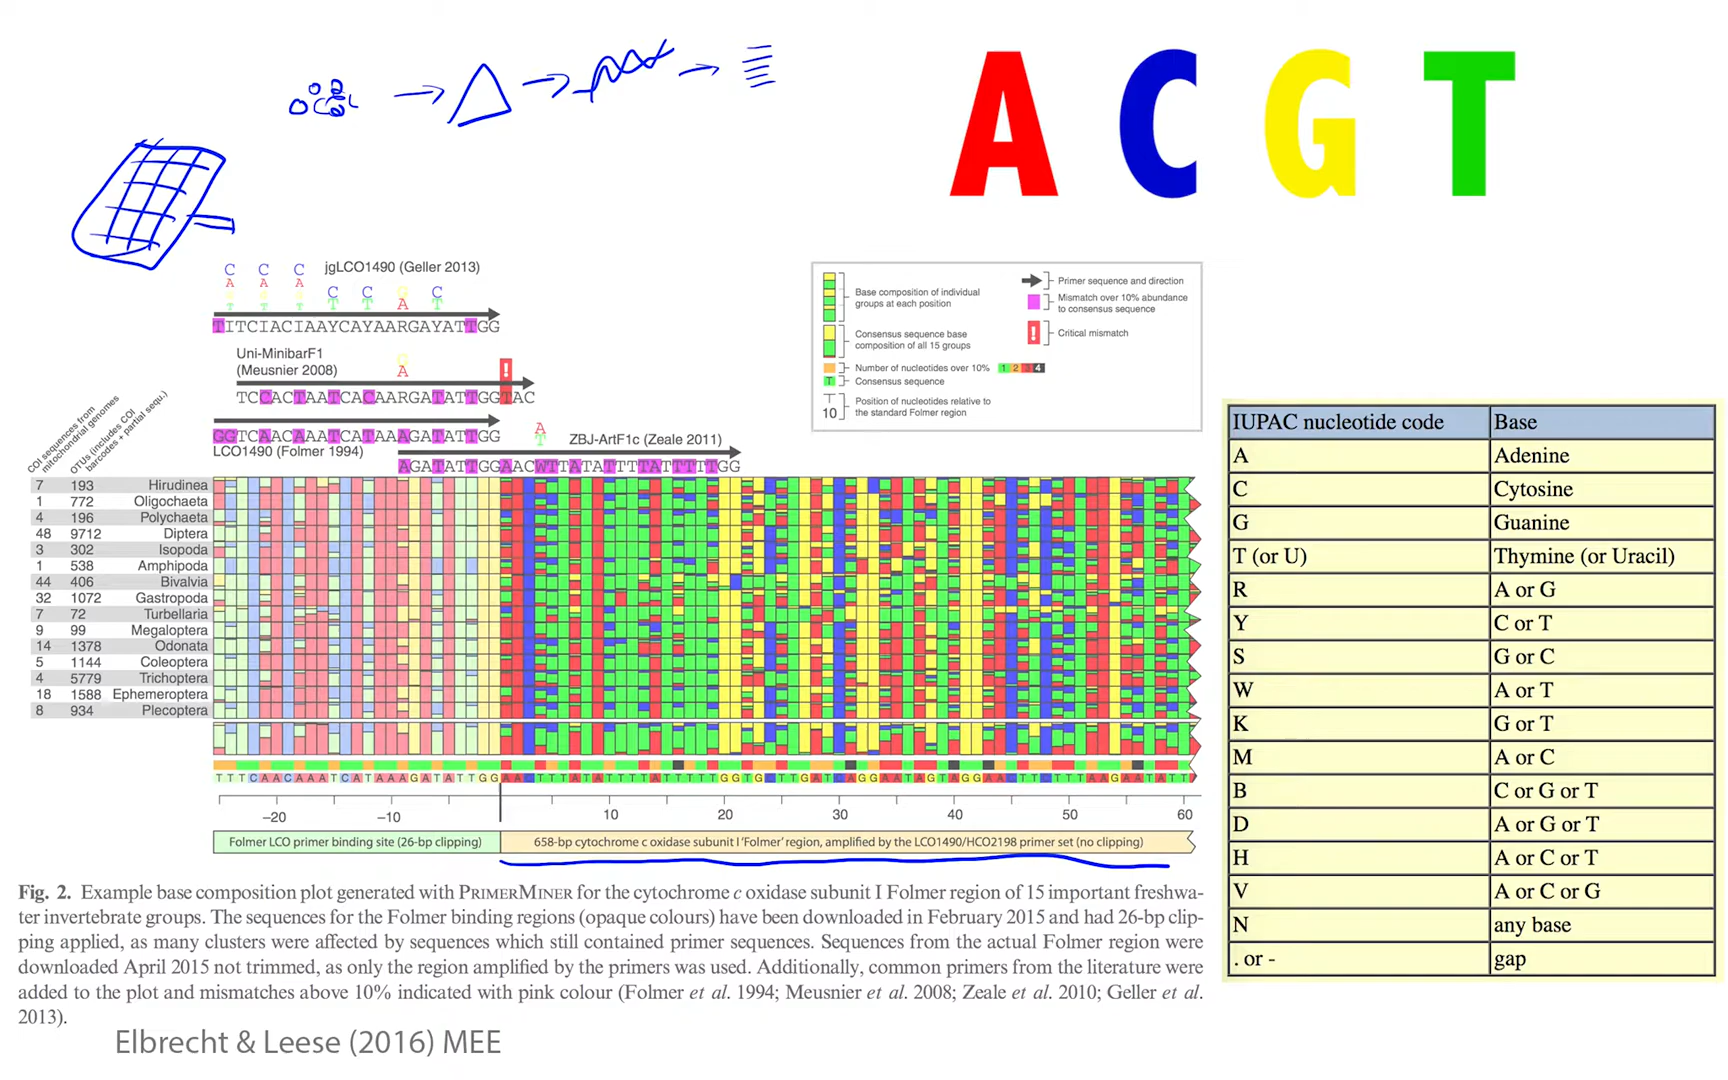 A C G T
C C C jgLCO1490 (Geller 2013)
A A A C C G C
T T A T
TITCIACIAAYCAYAARGAYATTGG
Uni-MinibarF1
(Meusnier 2008)
G
A
!
TCCACTAATCACAARGATATTGGTAC
GGTCAACAAATCATAAAGATATTGG
LCO1490 (Folmer 1994)
A
T
ZBJ-ArtF1c (Zeale 2011)
AGATATTGGAACWTTATATTTTATTTTTGG
Base composition of individual
groups at each position
Consensus sequence base
composition of all 15 groups
Number of nucleotides over 10% 1 2 3 4
T Consensus sequence
10 Position of nucleotides relative to
the standard Folmer region
Primer sequence and direction
Mismatch over 10% abundance
to consensus sequence
! Critical mismatch
COI sequences from
mitochondrial genomes
OTUs (includes COI
barcodes + partial sequ.)
7 193 Hirudinea
1 772 Oligochaeta
4 196 Polychaeta
48 9712 Diptera
3 302 Isopoda
1 538 Amphipoda
44 406 Bivalvia
32 1072 Gastropoda
7 72 Turbellaria
9 99 Megaloptera
14 1378 Odonata
5 1144 Coleoptera
4 5779 Trichoptera
18 1588 Ephemeroptera
8 934 Plecoptera
TTTCAACAAATCATAAAGATATTGGAACTTTATATTTTATTTTTGGTGCTTGATCAGGAATAGTAGGAACTTCTTTAAGAATATT
−20 −10 10 20 30 40 50 60
Folmer LCO primer binding site (26-bp clipping)
658-bp cytochrome c oxidase subunit I 'Folmer' region, amplified by the LCO1490/HCO2198 primer set (no clipping)
Fig. 2. Example base composition plot generated with PRIMERMINER for the cytochrome c oxidase subunit I Folmer region of 15 important freshwa-
ter invertebrate groups. The sequences for the Folmer binding regions (opaque colours) have been downloaded in February 2015 and had 26-bp clip-
ping applied, as many clusters were affected by sequences which still contained primer sequences. Sequences from the actual Folmer region were
downloaded April 2015 not trimmed, as only the region amplified by the primers was used. Additionally, common primers from the literature were
added to the plot and mismatches above 10% indicated with pink colour (Folmer et al. 1994; Meusnier et al. 2008; Zeale et al. 2010; Geller et al.
2013).
Elbrecht & Leese (2016) MEE
IUPAC nucleotide code Base
A Adenine
C Cytosine
G Guanine
T (or U) Thymine (or Uracil)
R A or G
Y C or T
S G or C
W A or T
K G or T
M A or C
B C or G or T
D A or G or T
H A or C or T
V A or C or G
N any base
. or - gap